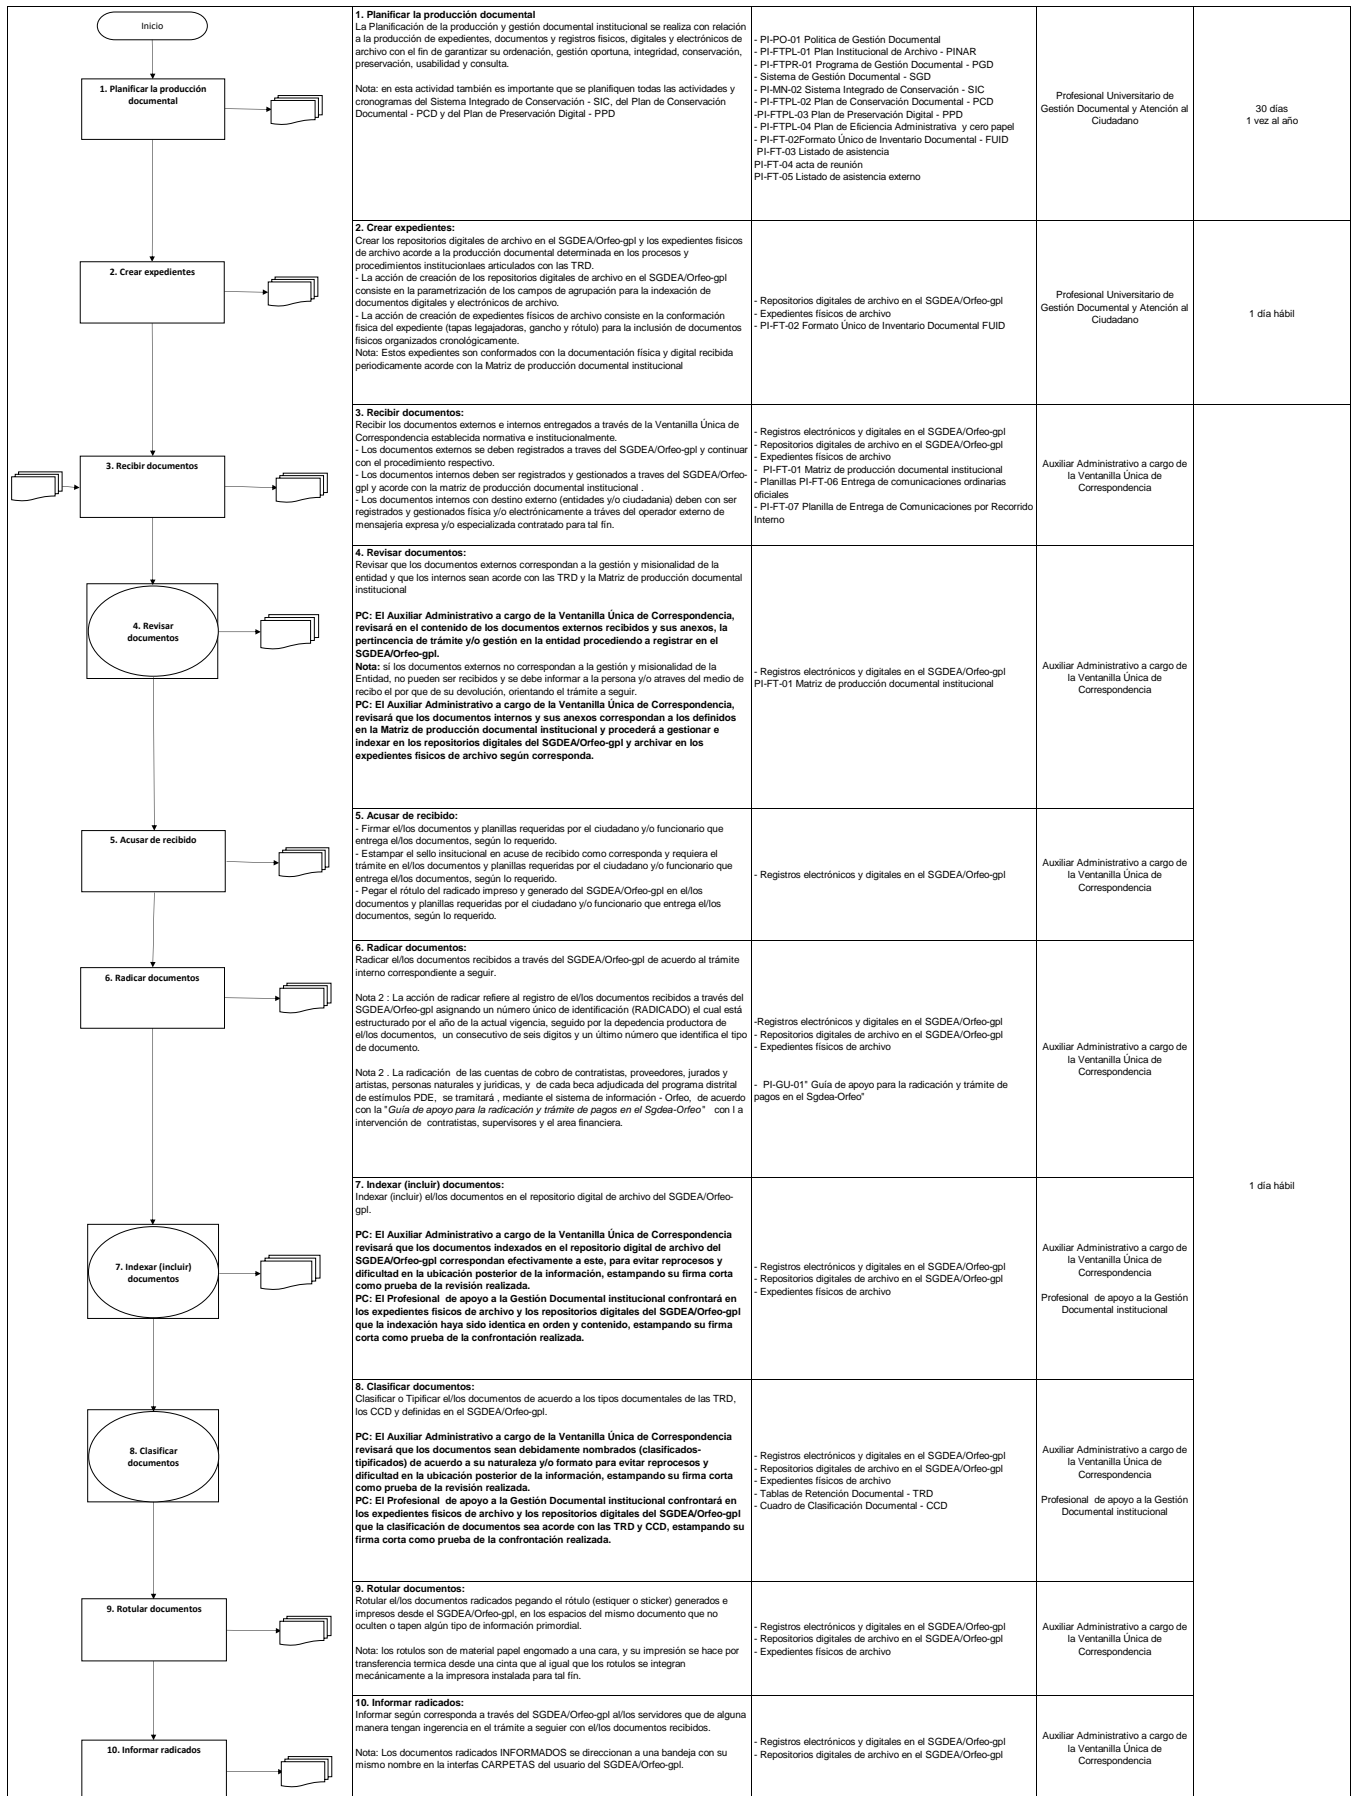 Inicio
1. Planificar la producción
documental
1. Planificar la producción documental
La Planificación de la producción y gestión documental institucional se realiza con relación
a la producción de expedientes, documentos y registros fisicos, digitales y electrónicos de
archivo con el fin de garantizar su ordenación, gestión oportuna, integridad, conservación,
preservación, usabilidad y consulta.
Nota: en esta actividad también es importante que se planifiquen todas las actividades y
cronogramas del Sistema Integrado de Conservación - SIC, del Plan de Conservación
Documental - PCD y del Plan de Preservación Digital - PPD
- PI-PO-01 Politica de Gestión Documental
- PI-FTPL-01 Plan Institucional de Archivo - PINAR
- PI-FTPR-01 Programa de Gestión Documental - PGD
- Sistema de Gestión Documental - SGD
- PI-MN-02 Sistema Integrado de Conservación - SIC
- PI-FTPL-02 Plan de Conservación Documental - PCD
-PI-FTPL-03 Plan de Preservación Digital - PPD
- PI-FTPL-04 Plan de Eficiencia Administrativa y cero papel
- PI-FT-02Formato Único de Inventario Documental - FUID
PI-FT-03 Listado de asistencia
PI-FT-04 acta de reunión
PI-FT-05 Listado de asistencia externo
Profesional Universitario de
Gestión Documental y Atención al
Ciudadano
30 días
1 vez al año
2. Crear expedientes
2. Crear expedientes:
Crear los repositorios digitales de archivo en el SGDEA/Orfeo-gpl y los expedientes fisicos
de archivo acorde a la producción documental determinada en los procesos y
procedimientos institucionlaes articulados con las TRD.
- La acción de creación de los repositorios digitales de archivo en el SGDEA/Orfeo-gpl
consiste en la parametrización de los campos de agrupación para la indexación de
documentos digitales y electrónicos de archivo.
- La acción de creación de expedientes físicos de archivo consiste en la conformación
fisica del expediente (tapas legajadoras, gancho y rótulo) para la inclusión de documentos
fisicos organizados cronológicamente.
Nota: Estos expedientes son conformados con la documentación física y digital recibida
periodicamente acorde con la Matriz de producción documental institucional
- Repositorios digitales de archivo en el SGDEA/Orfeo-gpl
- Expedientes físicos de archivo
- PI-FT-02 Formato Único de Inventario Documental FUID
Profesional Universitario de
Gestión Documental y Atención al
Ciudadano
1 día hábil
3. Recibir documentos
3. Recibir documentos:
Recibir los documentos externos e internos entregados a través de la Ventanilla Única de
Correspondencia establecida normativa e institucionalmente.
- Los documentos externos se deben registrados a traves del SGDEA/Orfeo-gpl y continuar
con el procedimiento respectivo.
- Los documentos internos deben ser registrados y gestionados a traves del SGDEA/Orfeo-
gpl y acorde con la matriz de producción documental institucional .
- Los documentos internos con destino externo (entidades y/o ciudadania) deben con ser
registrados y gestionados física y/o electrónicamente a tráves del operador externo de
mensajeria expresa y/o especializada contratado para tal fín.
- Registros electrónicos y digitales en el SGDEA/Orfeo-gpl
- Repositorios digitales de archivo en el SGDEA/Orfeo-gpl
- Expedientes físicos de archivo
- PI-FT-01 Matriz de producción documental institucional
- Planillas PI-FT-06 Entrega de comunicaciones ordinarias
oficiales
- PI-FT-07 Planilla de Entrega de Comunicaciones por Recorrido
Interno
Auxiliar Administrativo a cargo de
la Ventanilla Única de
Correspondencia
4. Revisar
documentos
4. Revisar documentos:
Revisar que los documentos externos correspondan a la gestión y misionalidad de la
entidad y que los internos sean acorde con las TRD y la Matriz de producción documental
institucional
PC: El Auxiliar Administrativo a cargo de la Ventanilla Única de Correspondencia,
revisará en el contenido de los documentos externos recibidos y sus anexos, la
pertincencia de trámite y/o gestión en la entidad procediendo a registrar en el
SGDEA/Orfeo-gpl.
Nota: sí los documentos externos no correspondan a la gestión y misionalidad de la
Entidad, no pueden ser recibidos y se debe informar a la persona y/o atraves del medio de
recibo el por que de su devolución, orientando el trámite a seguir.
PC: El Auxiliar Administrativo a cargo de la Ventanilla Única de Correspondencia,
revisará que los documentos internos y sus anexos correspondan a los definidos
en la Matriz de producción documental institucional y procederá a gestionar e
indexar en los repositorios digitales del SGDEA/Orfeo-gpl y archivar en los
expedientes fisicos de archivo según corresponda.
- Registros electrónicos y digitales en el SGDEA/Orfeo-gpl
PI-FT-01 Matriz de producción documental institucional
Auxiliar Administrativo a cargo de
la Ventanilla Única de
Correspondencia
5. Acusar de recibido
5. Acusar de recibido:
- Firmar el/los documentos y planillas requeridas por el ciudadano y/o funcionario que
entrega el/los documentos, según lo requerido.
- Estampar el sello insitucional en acuse de recibido como corresponda y requiera el
trámite en el/los documentos y planillas requeridas por el ciudadano y/o funcionario que
entrega el/los documentos, según lo requerido.
- Pegar el rótulo del radicado impreso y generado del SGDEA/Orfeo-gpl en el/los
documentos y planillas requeridas por el ciudadano y/o funcionario que entrega el/los
documentos, según lo requerido.
- Registros electrónicos y digitales en el SGDEA/Orfeo-gpl
Auxiliar Administrativo a cargo de
la Ventanilla Única de
Correspondencia
6. Radicar documentos
6. Radicar documentos:
Radicar el/los documentos recibidos a través del SGDEA/Orfeo-gpl de acuerdo al trámite
interno correspondiente a seguir.
Nota 2 : La acción de radicar refiere al registro de el/los documentos recibidos a través del
SGDEA/Orfeo-gpl asignando un número único de identificación (RADICADO) el cual está
estructurado por el año de la actual vigencia, seguido por la depedencia productora de
el/los documentos, un consecutivo de seis digitos y un último número que identifica el tipo
de documento.
Nota 2 . La radicación de las cuentas de cobro de contratistas, proveedores, jurados y
artistas, personas naturales y juridicas, y de cada beca adjudicada del programa distrital
de estímulos PDE, se tramitará , mediante el sistema de información - Orfeo, de acuerdo
con la "Guía de apoyo para la radicación y trámite de pagos en el Sgdea-Orfeo" con l a
intervención de contratistas, supervisores y el area financiera.
-Registros electrónicos y digitales en el SGDEA/Orfeo-gpl
- Repositorios digitales de archivo en el SGDEA/Orfeo-gpl
- Expedientes físicos de archivo
- PI-GU-01" Guía de apoyo para la radicación y trámite de
pagos en el Sgdea-Orfeo"
Auxiliar Administrativo a cargo de
la Ventanilla Única de
Correspondencia
1 día hábil
7. Indexar (incluir)
documentos
7. Indexar (incluir) documentos:
Indexar (incluir) el/los documentos en el repositorio digital de archivo del SGDEA/Orfeo-
gpl.
PC: El Auxiliar Administrativo a cargo de la Ventanilla Única de Correspondencia
revisará que los documentos indexados en el repositorio digital de archivo del
SGDEA/Orfeo-gpl correspondan efectivamente a este, para evitar reprocesos y
dificultad en la ubicación posterior de la información, estampando su firma corta
como prueba de la revisión realizada.
PC: El Profesional de apoyo a la Gestión Documental institucional confrontará en
los expedientes fisicos de archivo y los repositorios digitales del SGDEA/Orfeo-gpl
que la indexación haya sido identica en orden y contenido, estampando su firma
corta como prueba de la confrontación realizada.
- Registros electrónicos y digitales en el SGDEA/Orfeo-gpl
- Repositorios digitales de archivo en el SGDEA/Orfeo-gpl
- Expedientes físicos de archivo
Auxiliar Administrativo a cargo de
la Ventanilla Única de
Correspondencia
Profesional de apoyo a la Gestión
Documental institucional
8. Clasificar
documentos
8. Clasificar documentos:
Clasificar o Tipificar el/los documentos de acuerdo a los tipos documentales de las TRD,
los CCD y definidas en el SGDEA/Orfeo-gpl.
PC: El Auxiliar Administrativo a cargo de la Ventanilla Única de Correspondencia
revisará que los documentos sean debidamente nombrados (clasificados-
tipificados) de acuerdo a su naturaleza y/o formato para evitar reprocesos y
dificultad en la ubicación posterior de la información, estampando su firma corta
como prueba de la revisión realizada.
PC: El Profesional de apoyo a la Gestión Documental institucional confrontará en
los expedientes fisicos de archivo y los repositorios digitales del SGDEA/Orfeo-gpl
que la clasificación de documentos sea acorde con las TRD y CCD, estampando su
firma corta como prueba de la confrontación realizada.
- Registros electrónicos y digitales en el SGDEA/Orfeo-gpl
- Repositorios digitales de archivo en el SGDEA/Orfeo-gpl
- Expedientes físicos de archivo
- Tablas de Retención Documental - TRD
- Cuadro de Clasificación Documental - CCD
Auxiliar Administrativo a cargo de
la Ventanilla Única de
Correspondencia
Profesional de apoyo a la Gestión
Documental institucional
9. Rotular documentos
9. Rotular documentos:
Rotular el/los documentos radicados pegando el rótulo (estiquer o sticker) generados e
impresos desde el SGDEA/Orfeo-gpl, en los espacios del mismo documento que no
oculten o tapen algún tipo de información primordial.
Nota: los rotulos son de material papel engomado a una cara, y su impresión se hace por
transferencia termica desde una cinta que al igual que los rotulos se integran
mecánicamente a la impresora instalada para tal fín.
- Registros electrónicos y digitales en el SGDEA/Orfeo-gpl
- Repositorios digitales de archivo en el SGDEA/Orfeo-gpl
- Expedientes físicos de archivo
Auxiliar Administrativo a cargo de
la Ventanilla Única de
Correspondencia
10. Informar radicados
10. Informar radicados:
Informar según corresponda a través del SGDEA/Orfeo-gpl al/los servidores que de alguna
manera tengan ingerencia en el trámite a seguier con el/los documentos recibidos.
Nota: Los documentos radicados INFORMADOS se direccionan a una bandeja con su
mismo nombre en la interfas CARPETAS del usuario del SGDEA/Orfeo-gpl.
- Registros electrónicos y digitales en el SGDEA/Orfeo-gpl
- Repositorios digitales de archivo en el SGDEA/Orfeo-gpl
Auxiliar Administrativo a cargo de
la Ventanilla Única de
Correspondencia